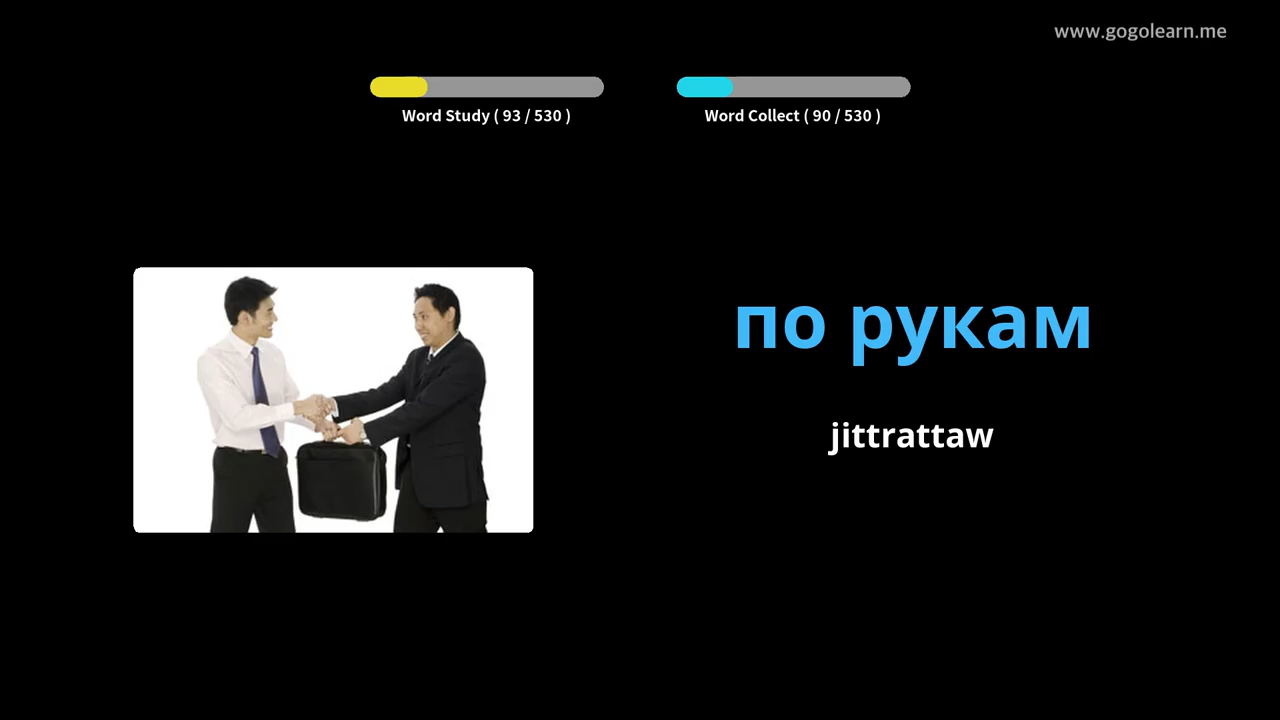 www.gogolearn.me
Word Study ( 93 / 530 )
Word Collect ( 90 / 530 )
по рукам
jittrattaw